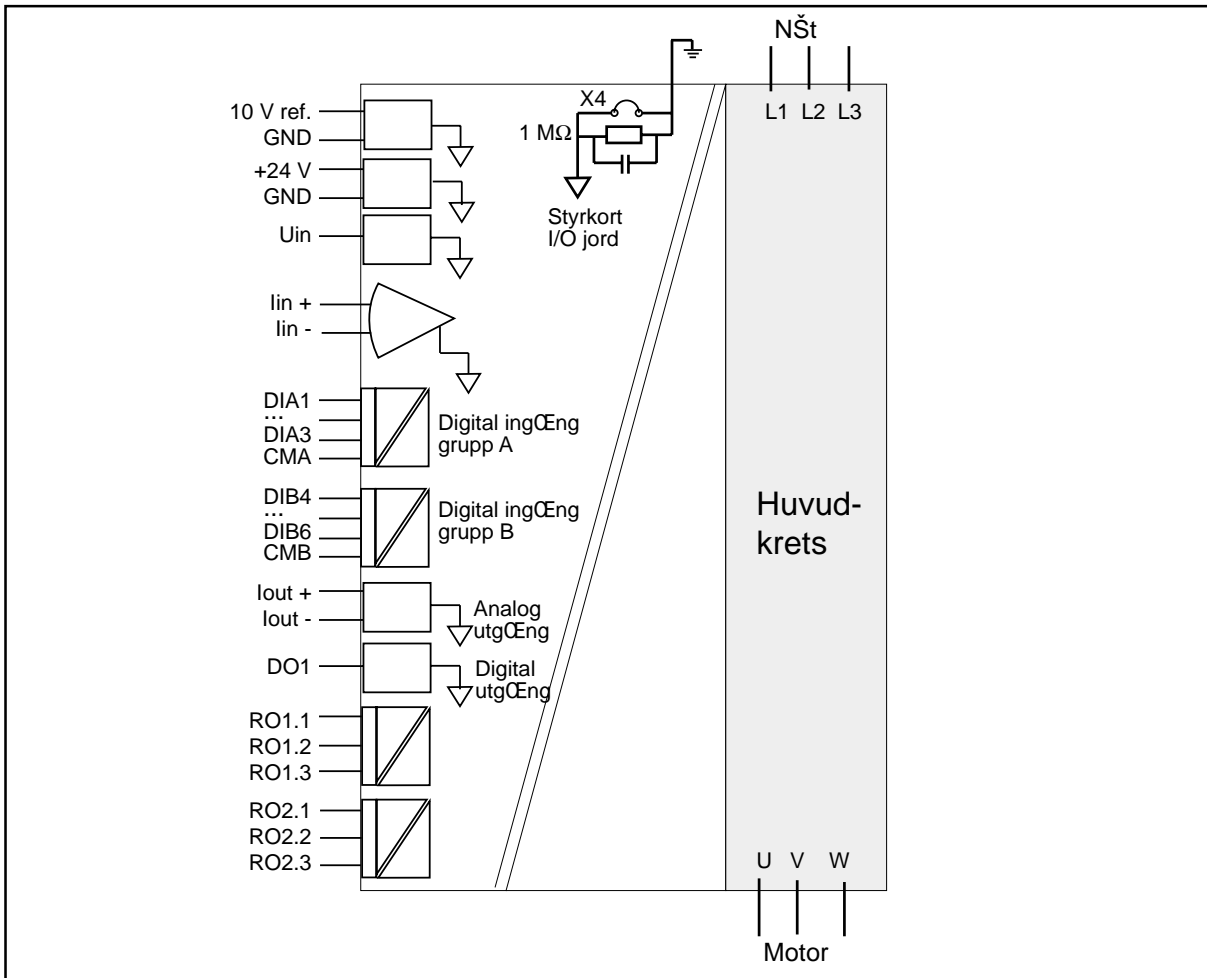 NŠt
L1 L2 L3
X4
1 MΩ
Styrkort
I/O jord
10 V ref.
GND
+24 V
GND
Uin
Iin +
Iin -
DIA1
...
DIA3
CMA
Digital ingŒng
grupp A
DIB4
...
DIB6
CMB
Digital ingŒng
grupp B
Huvud-
krets
Iout +
Iout -
Analog
utgŒng
DO1
Digital
utgŒng
RO1.1
RO1.2
RO1.3
RO2.1
RO2.2
RO2.3
U V W
Motor